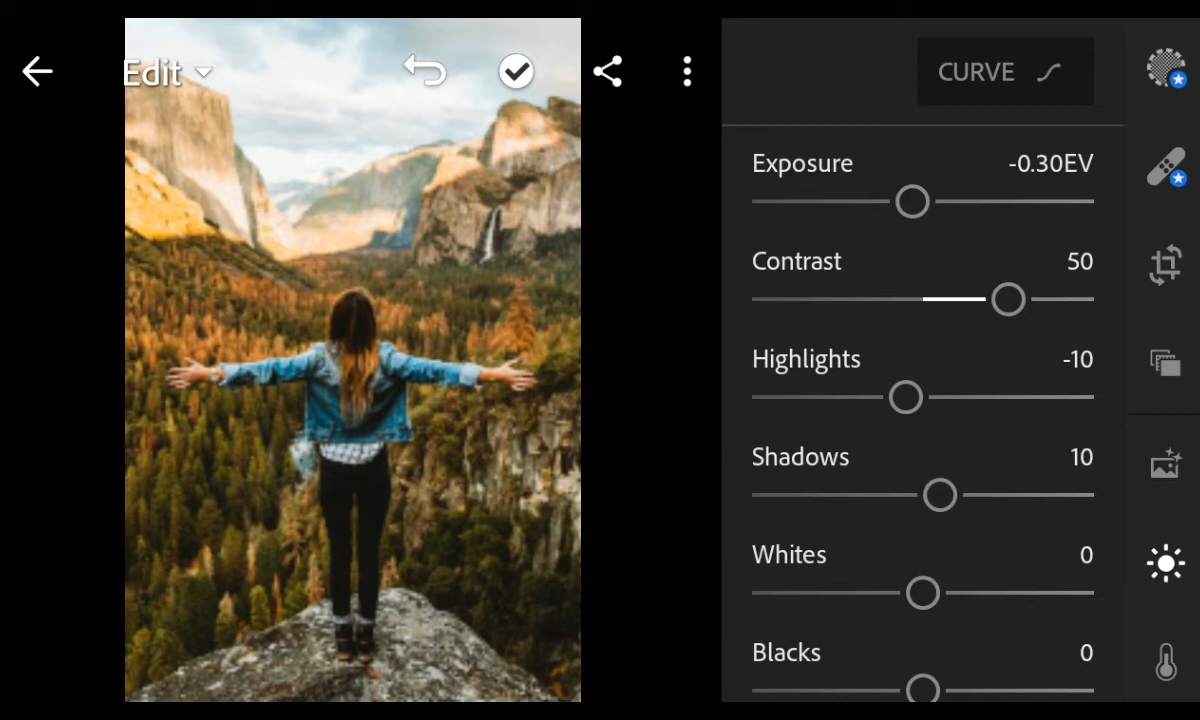 Edit
CURVE
Exposure -0.30EV
Contrast 50
Highlights -10
Shadows 10
Whites 0
Blacks 0